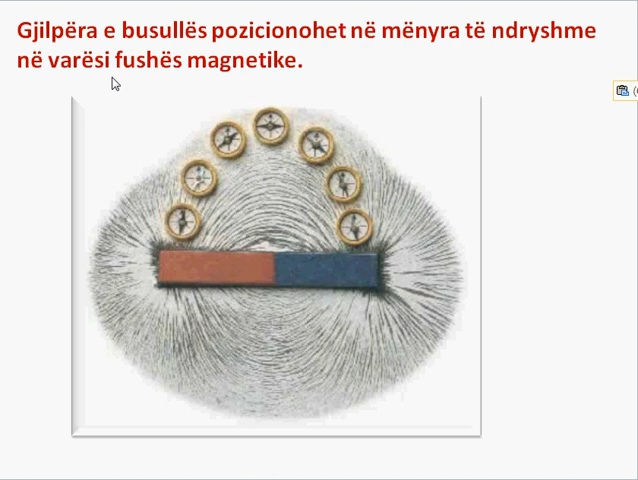 Gjilpëra e busullës pozicionohet në mënyra të ndryshme
në varësi fushës magnetike.